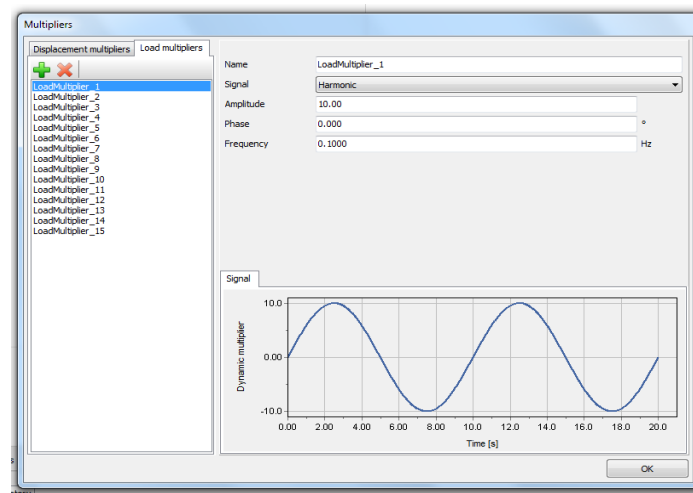 Multipliers
Displacement multipliers Load multipliers
LoadMultiplier_1
LoadMultiplier_2
LoadMultiplier_3
LoadMultiplier_4
LoadMultiplier_5
LoadMultiplier_6
LoadMultiplier_7
LoadMultiplier_8
LoadMultiplier_9
LoadMultiplier_10
LoadMultiplier_11
LoadMultiplier_12
LoadMultiplier_13
LoadMultiplier_14
LoadMultiplier_15
Name LoadMultiplier_1
Signal Harmonic
Amplitude 10.00
Phase 0.000 °
Frequency 0.1000 Hz
Signal
Dynamic multiplier
10.0
0.00
-10.0
0.00 2.00 4.00 6.00 8.00 10.0 12.0 14.0 16.0 18.0 20.0
Time [s]
OK